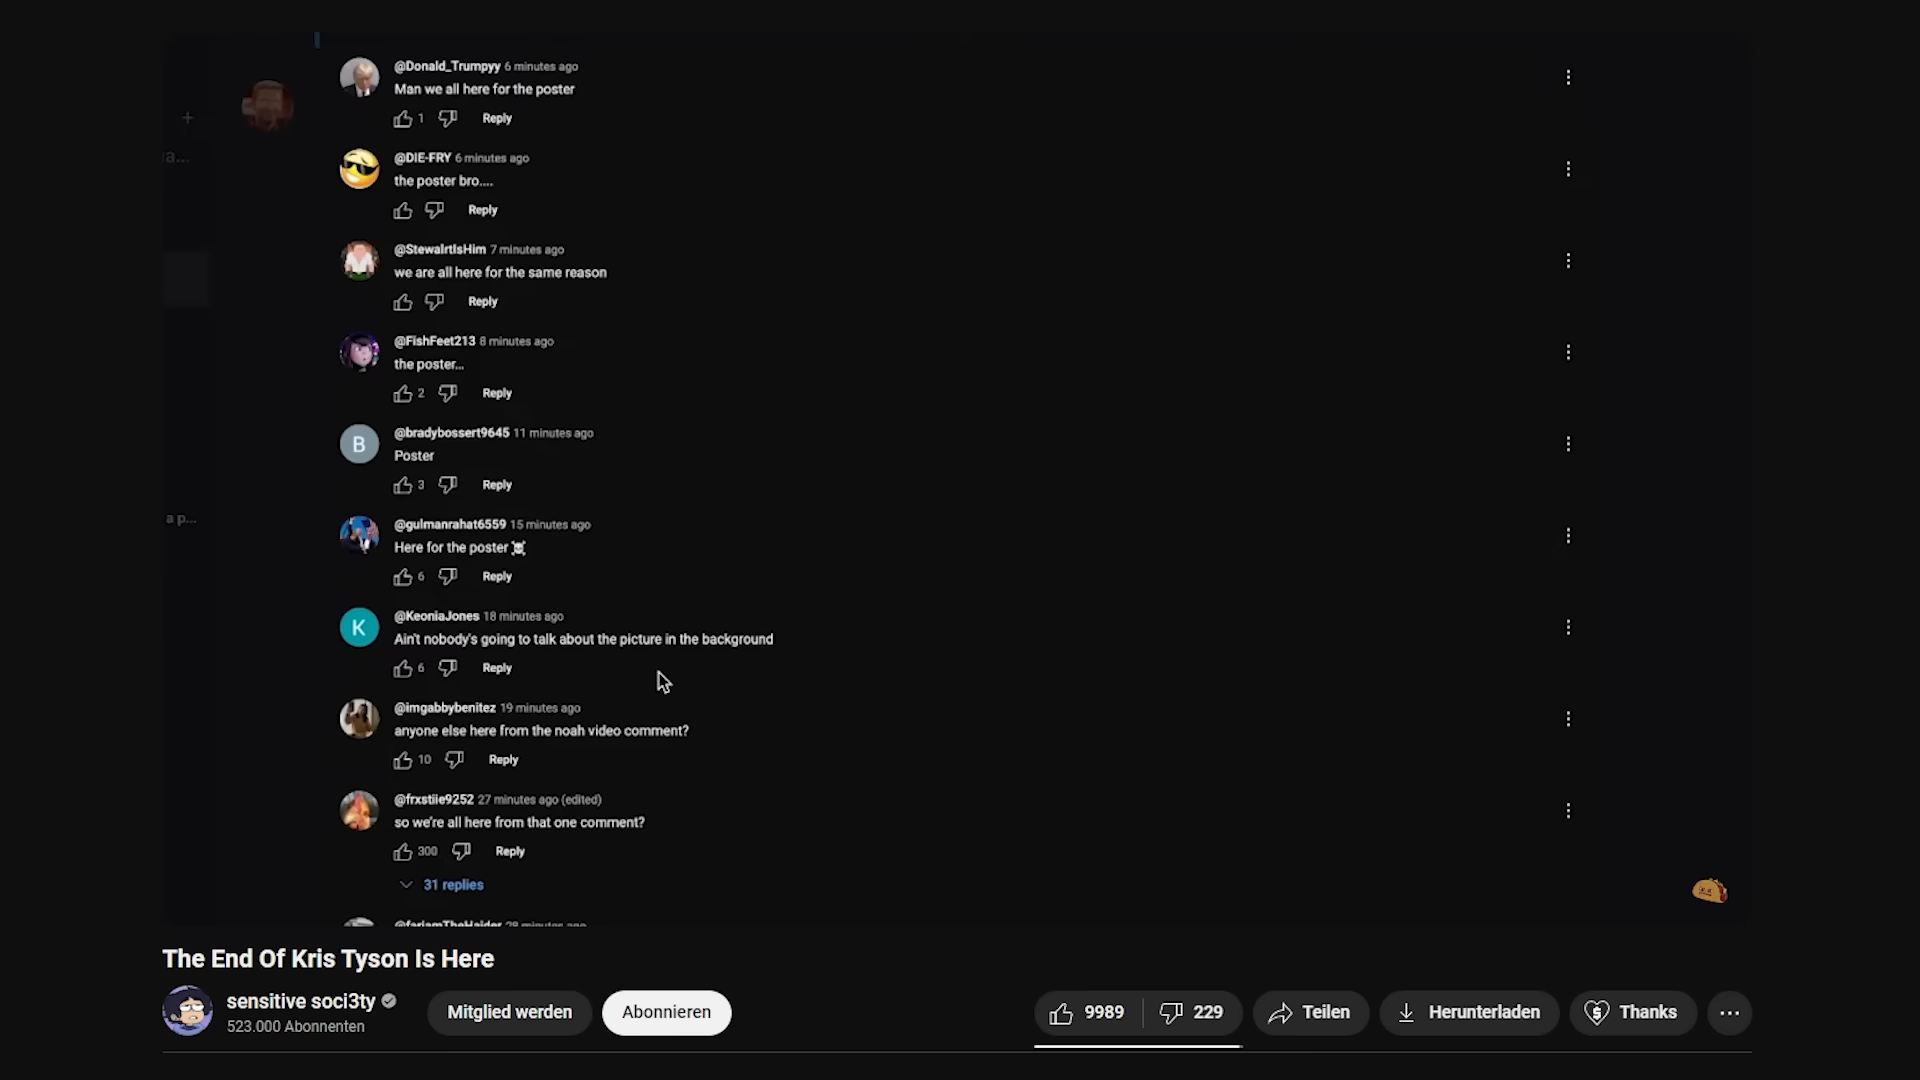 @Donald_Trumpyy 6 minutes ago
Man we all here for the poster
1 Reply
@DIE-FRY 6 minutes ago
the poster bro....
Reply
@StewalrtIsHim 7 minutes ago
we are all here for the same reason
Reply
@FishFeet213 8 minutes ago
the poster...
2 Reply
B @bradybossert9645 11 minutes ago
Poster
3 Reply
@gulmanrahat6559 15 minutes ago
Here for the poster ☠️
6 Reply
K @KeoniaJones 18 minutes ago
Ain't nobody's going to talk about the picture in the background
6 Reply
@imgabbybenitez 19 minutes ago
anyone else here from the noah video comment?
10 Reply
@frxstiie9252 27 minutes ago (edited)
so we're all here from that one comment?
300 Reply
31 replies
a...
a p...
The End Of Kris Tyson Is Here
sensitive soci3ty
523.000 Abonnenten
Mitglied werden
Abonnieren
9989
229
Teilen
Herunterladen
Thanks